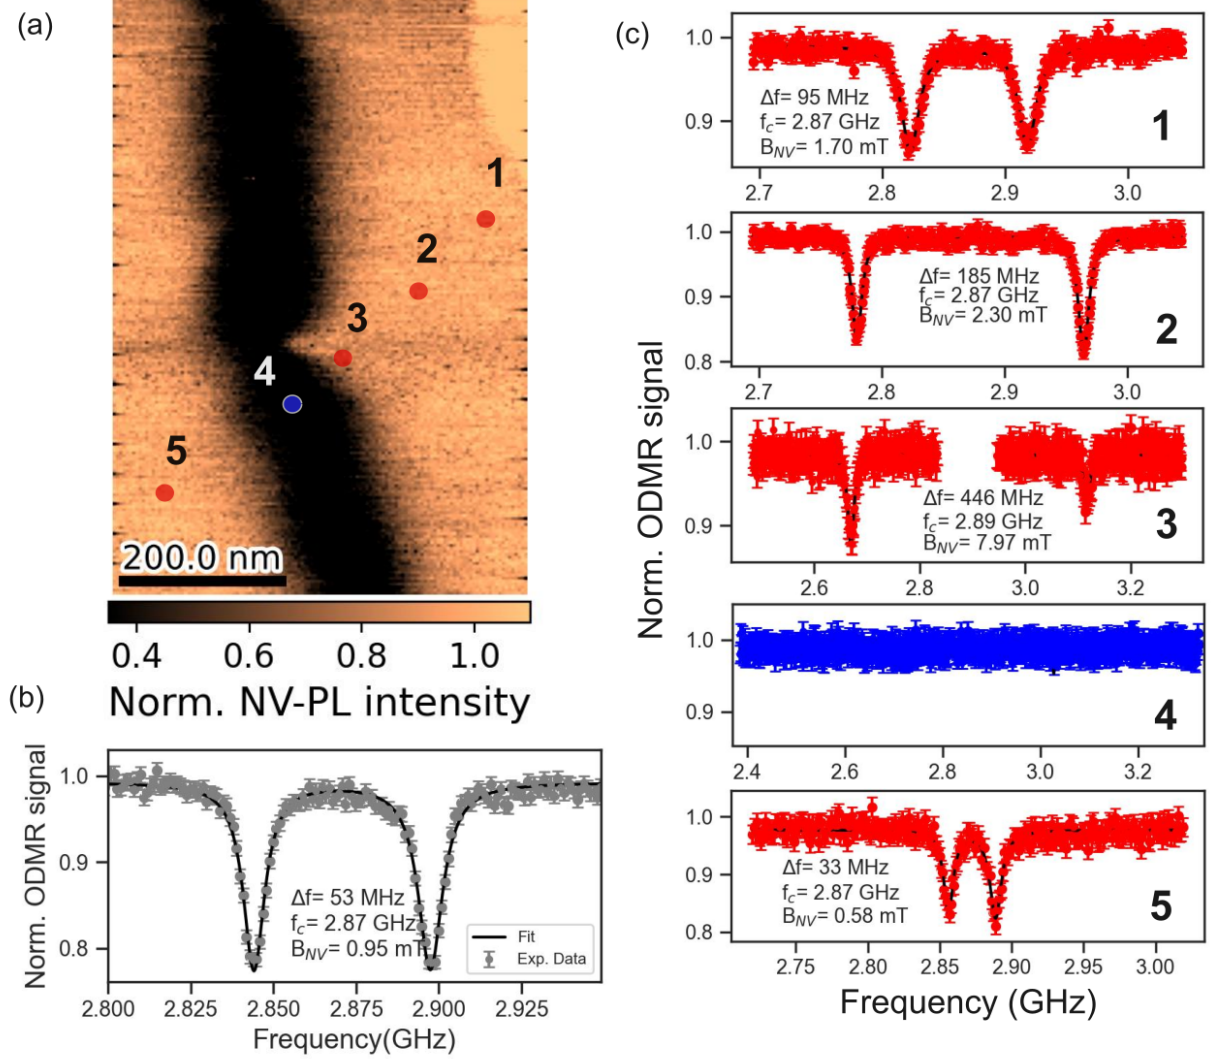 (a)
1
2
3
4
5
200.0 nm
0.4 0.6 0.8 1.0
Norm. NV-PL intensity
(b)
Norm. ODMR signal
1.0
0.9
0.8
Δf= 53 MHz
f_c= 2.87 GHz
B_NV= 0.95 mT
Fit
Exp. Data
2.800 2.825 2.850 2.875 2.900 2.925
Frequency(GHz)
(c)
Norm. ODMR signal
1.0
0.9
Δf= 95 MHz
f_c= 2.87 GHz
B_NV= 1.70 mT
1
2.7 2.8 2.9 3.0
1.0
0.9
0.8
Δf= 185 MHz
f_c= 2.87 GHz
B_NV= 2.30 mT
2
2.7 2.8 2.9 3.0
1.0
0.9
Δf= 446 MHz
f_c= 2.89 GHz
B_NV= 7.97 mT
3
2.6 2.8 3.0 3.2
1.0
0.9
4
2.4 2.6 2.8 3.0 3.2
1.0
0.9
0.8
Δf= 33 MHz
f_c= 2.87 GHz
B_NV= 0.58 mT
5
2.75 2.80 2.85 2.90 2.95 3.00
Frequency (GHz)